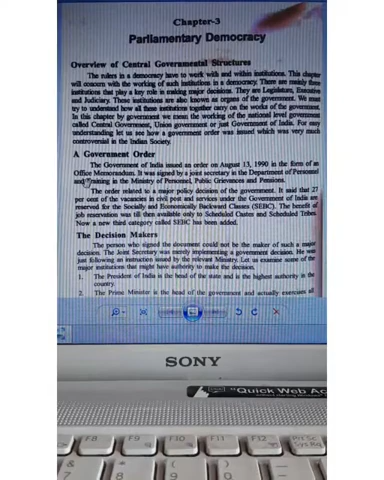 Chapter-3
Parliamentary Democracy
Overview of Central Governmental Structures
The rulers in a democracy have to work with and within institutions. This chapter
will concern with the working of such institutions in a democracy. There are mainly three
institutions that play a key role in making major decisions. They are Legislature, Executive
and Judiciary. These institutions are also known as organs of the government. We must
try to understand how all these institutions together carry on the works of the government.
In this chapter by government we mean the working of the national level government
called Central Government, Union government or just Government of India. For easy
understanding let us see how a government order was issued which was very much
controversial in the Indian Society.
A Government Order
The Government of India issued an order on August 13, 1990 in the form of an
Office Memorandum. It was signed by a joint secretary in the Department of Personnel
and Training in the Ministry of Personnel, Public Grievances and Pensions.
The order related to a major policy decision of the government. It said that 27
per cent of the vacancies in civil post and services under the Government of India are
reserved for the Socially and Economically Backward Classes (SEBC). The benefit of
job reservation was till then available only to Scheduled Castes and Scheduled Tribes.
Now a new third category called SEBC has been added.
The Decision Makers
The person who signed the document could not be the maker of such a major
decision. The Joint Secretary was merely implementing a government decision. He was
just following an instruction issued by the relevant Ministry. Let us examine some of the
major institutions that might have authority to make the decision.
1. The President of India is the head of the state and is the highest authority in the
country.
2. The Prime Minister is the head of the government and actually exercises all
SONY
"Quick Web Ac
F8 F9 F10 F11 F12 Prt Sc
Sys Rq
& * ( )
7 8 9 0